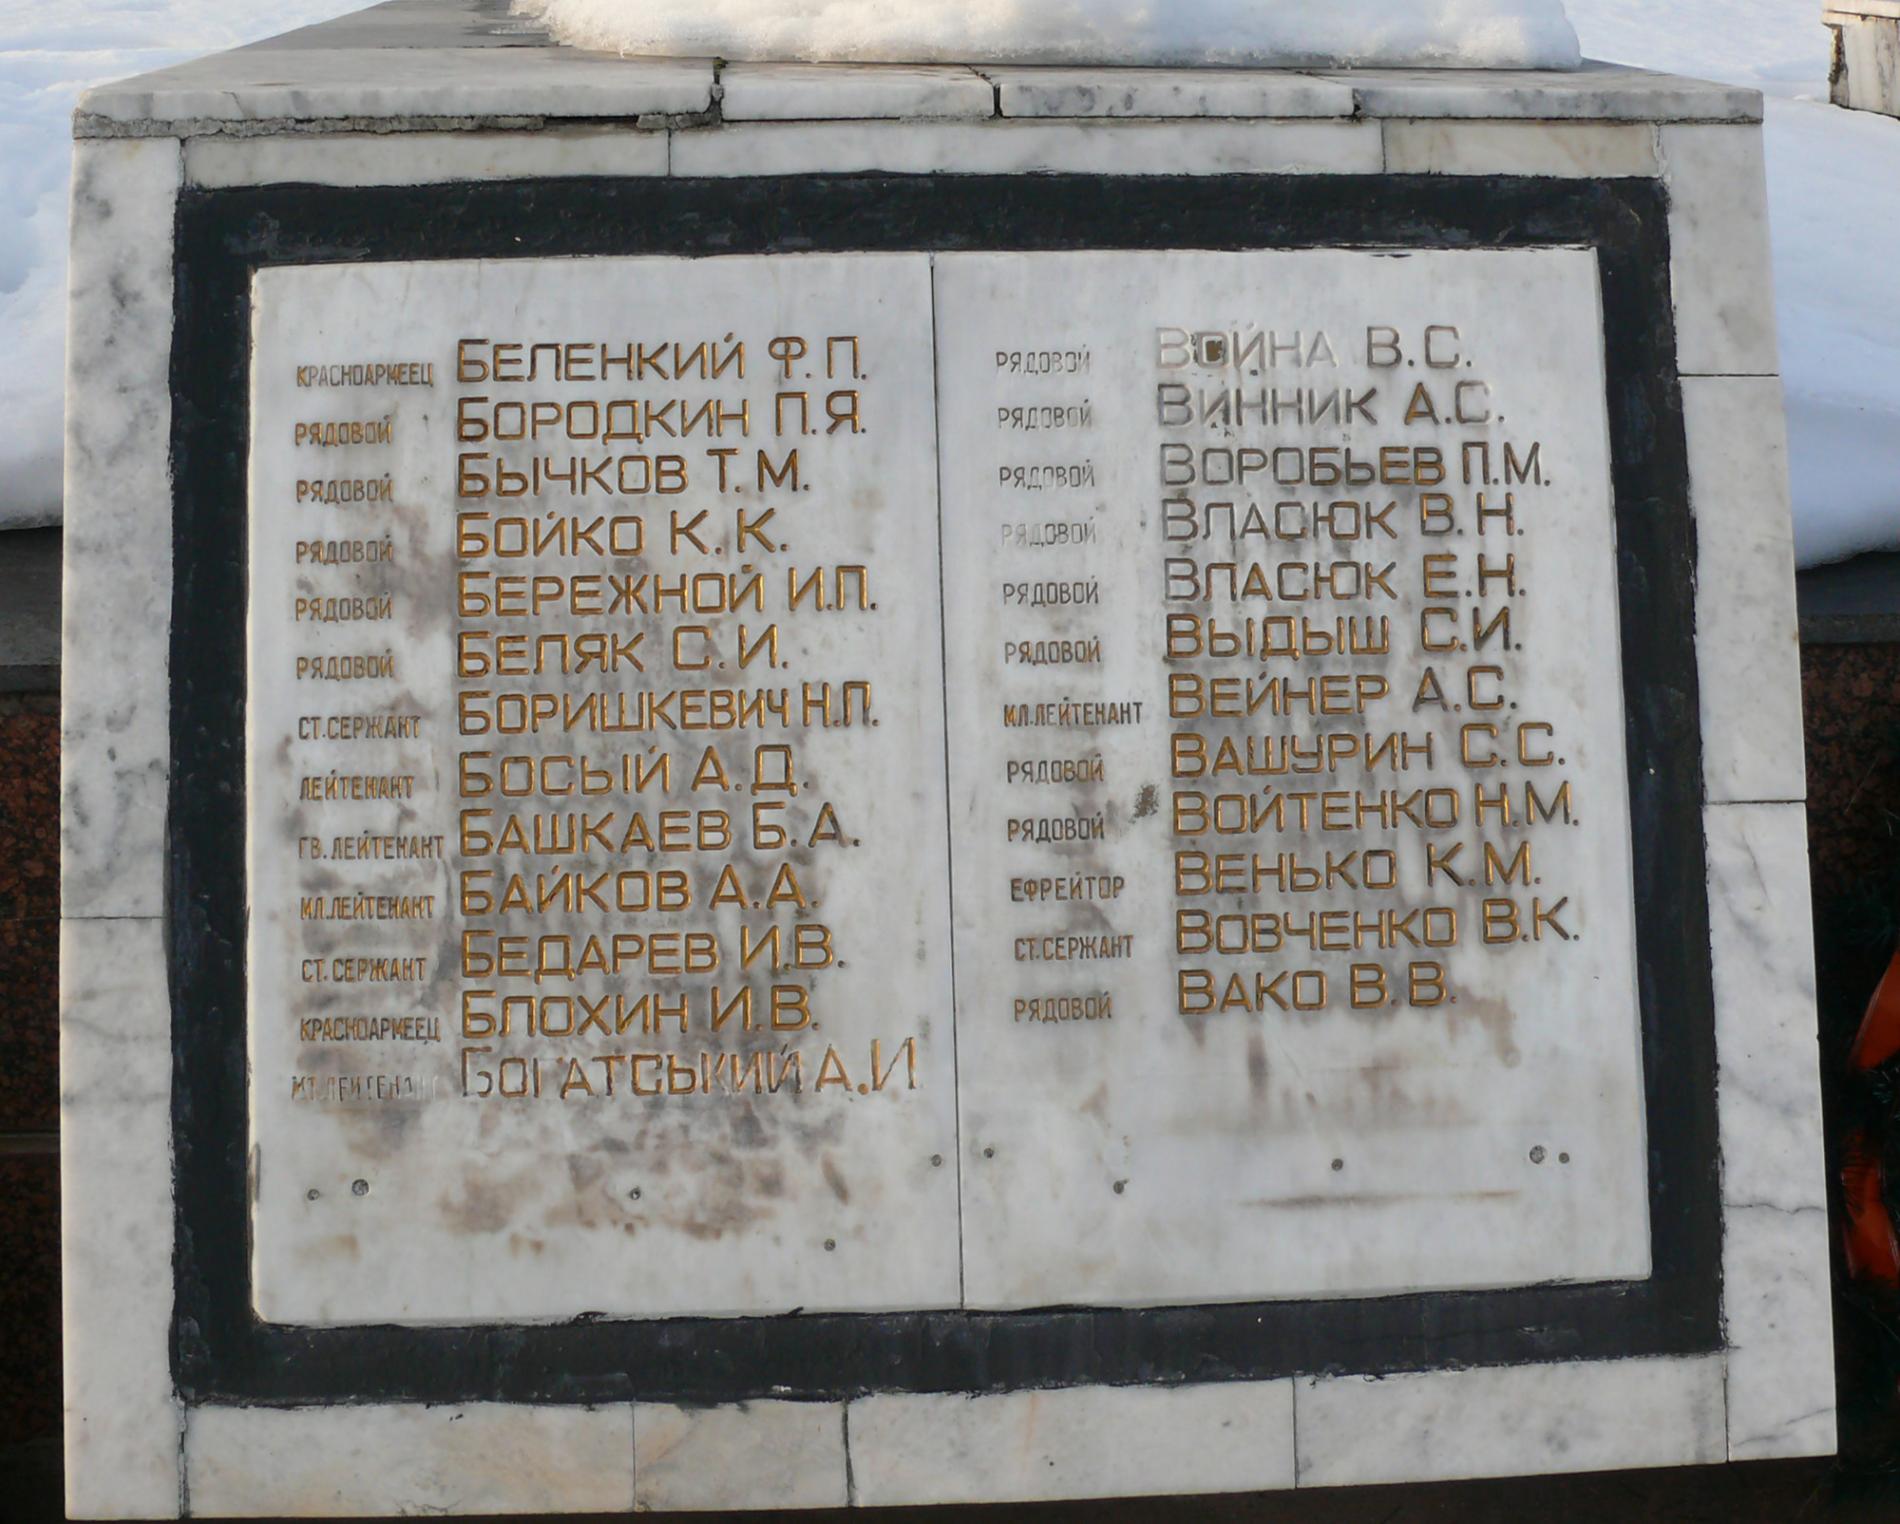 КРАСНОАРМЕЕЦ БЕЛЕНКИЙ Ф.П.
РЯДОВОЙ БОРОДКИН П.Я.
РЯДОВОЙ БЫЧКОВ Т.М.
РЯДОВОЙ БОЙКО К.К.
РЯДОВОЙ БЕРЕЖНОЙ И.П.
РЯДОВОЙ БЕЛЯК С.И.
СТ.СЕРЖАНТ БОРИШКЕВИЧ Н.П.
ЛЕЙТЕНАНТ БОСЫЙ А.Д.
ГВ.ЛЕЙТЕНАНТ БАШКАЕВ Б.А.
МЛ.ЛЕЙТЕНАНТ БАЙКОВ А.А.
СТ.СЕРЖАНТ БЕДАРЕВ И.В.
КРАСНОАРМЕЕЦ БЛОХИН И.В.
МЛ.ЛЕЙТЕНАНТ БОГАТСЬКИЙ А.И
РЯДОВОЙ ВОЙНА В.С.
РЯДОВОЙ ВИННИК А.С.
РЯДОВОЙ ВОРОБЬЕВ П.М.
РЯДОВОЙ ВЛАСЮК В.Н.
РЯДОВОЙ ВЛАСЮК Е.Н.
РЯДОВОЙ ВЫДЫШ С.И.
МЛ.ЛЕЙТЕНАНТ ВЕЙНЕР А.С.
РЯДОВОЙ ВАШУРИН С.С.
РЯДОВОЙ ВОЙТЕНКО Н.М.
ЕФРЕЙТОР ВЕНЬКО К.М.
СТ.СЕРЖАНТ ВОВЧЕНКО В.К.
РЯДОВОЙ ВАКО В.В.